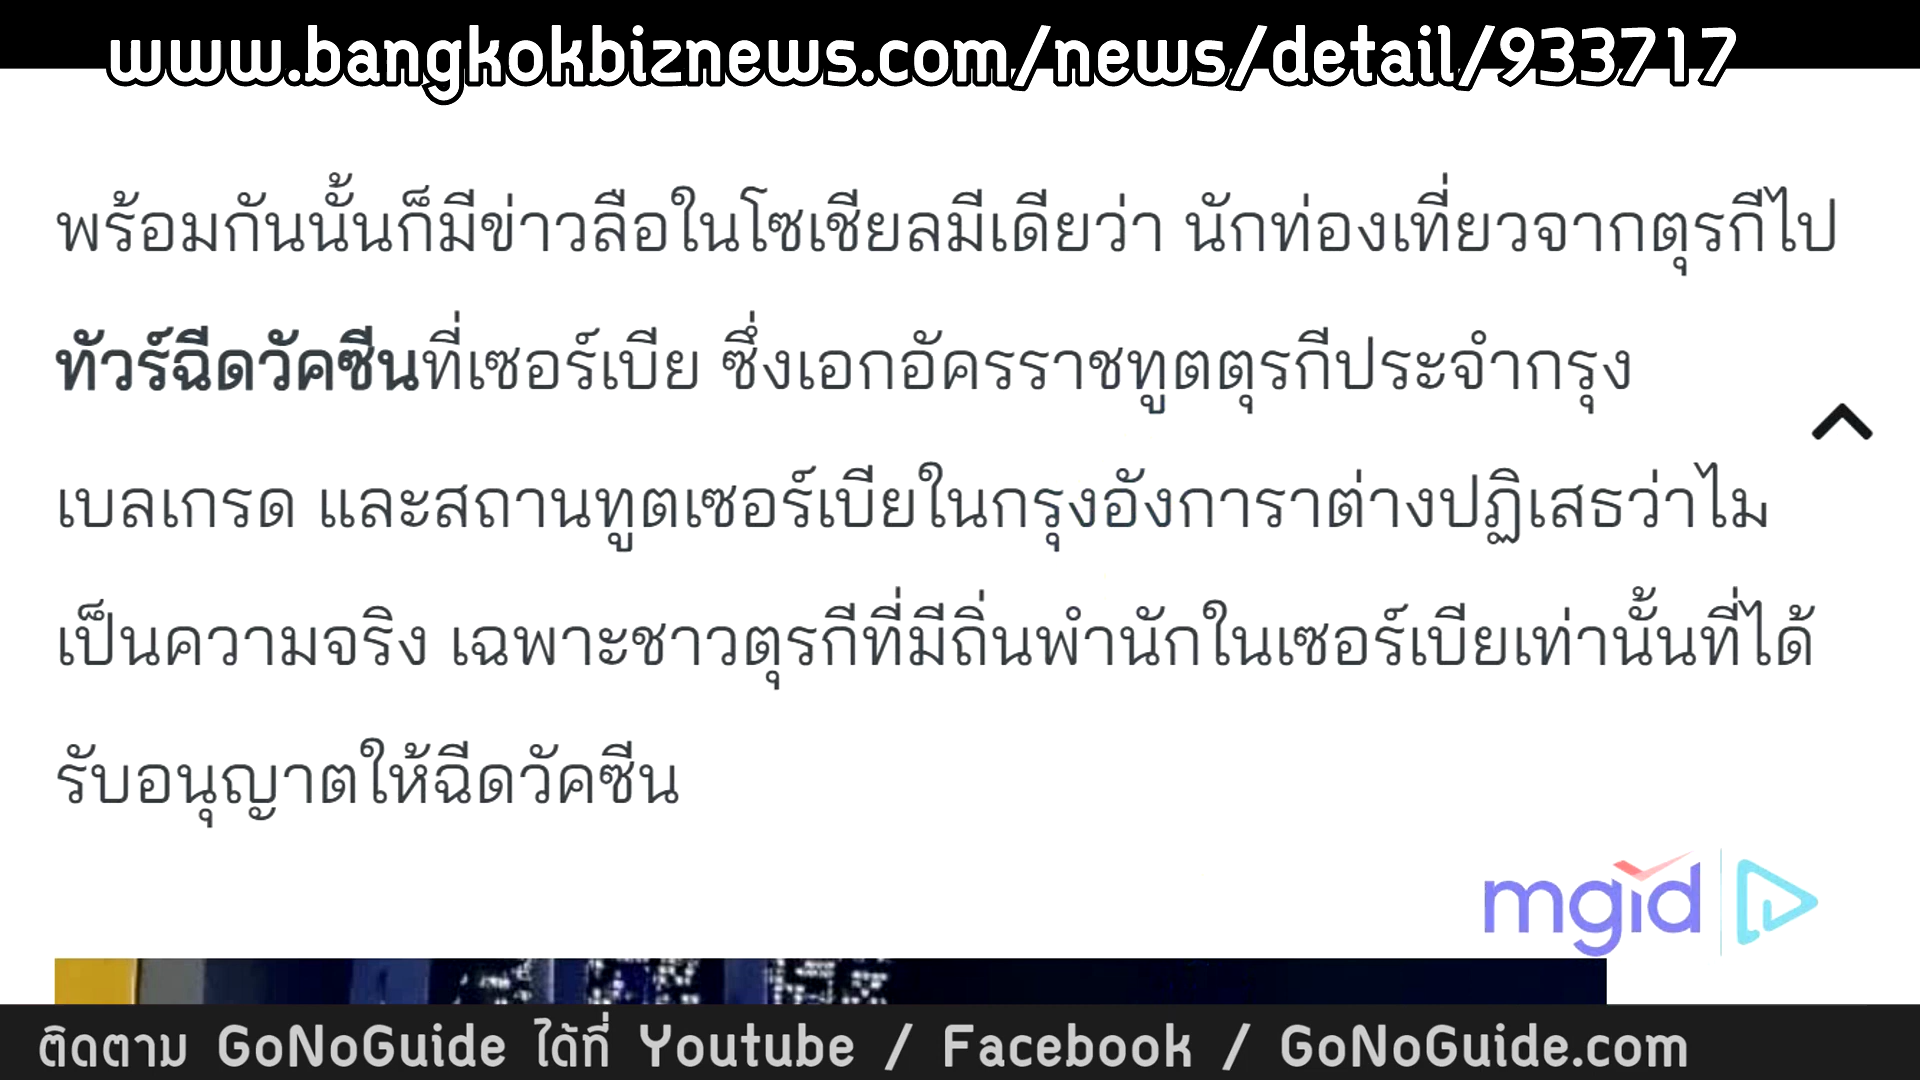 www.bangkokbiznews.com/news/detail/933717
พร้อมกันนั้นก็มีข่าวลือในโซเชียลมีเดียว่า นักท่องเที่ยวจากตุรกีไป
ทัวร์ฉีดวัคซีนที่เซอร์เบีย ซึ่งเอกอัครราชทูตตุรกีประจำกรุง
เบลเกรด และสถานทูตเซอร์เบียในกรุงอังการาต่างปฏิเสธว่าไม
เป็นความจริง เฉพาะชาวตุรกีที่มีถิ่นพำนักในเซอร์เบียเท่านั้นที่ได้
รับอนุญาตให้ฉีดวัคซีน
mgid
ติดตาม GoNoGuide ได้ที่ Youtube / Facebook / GoNoGuide.com